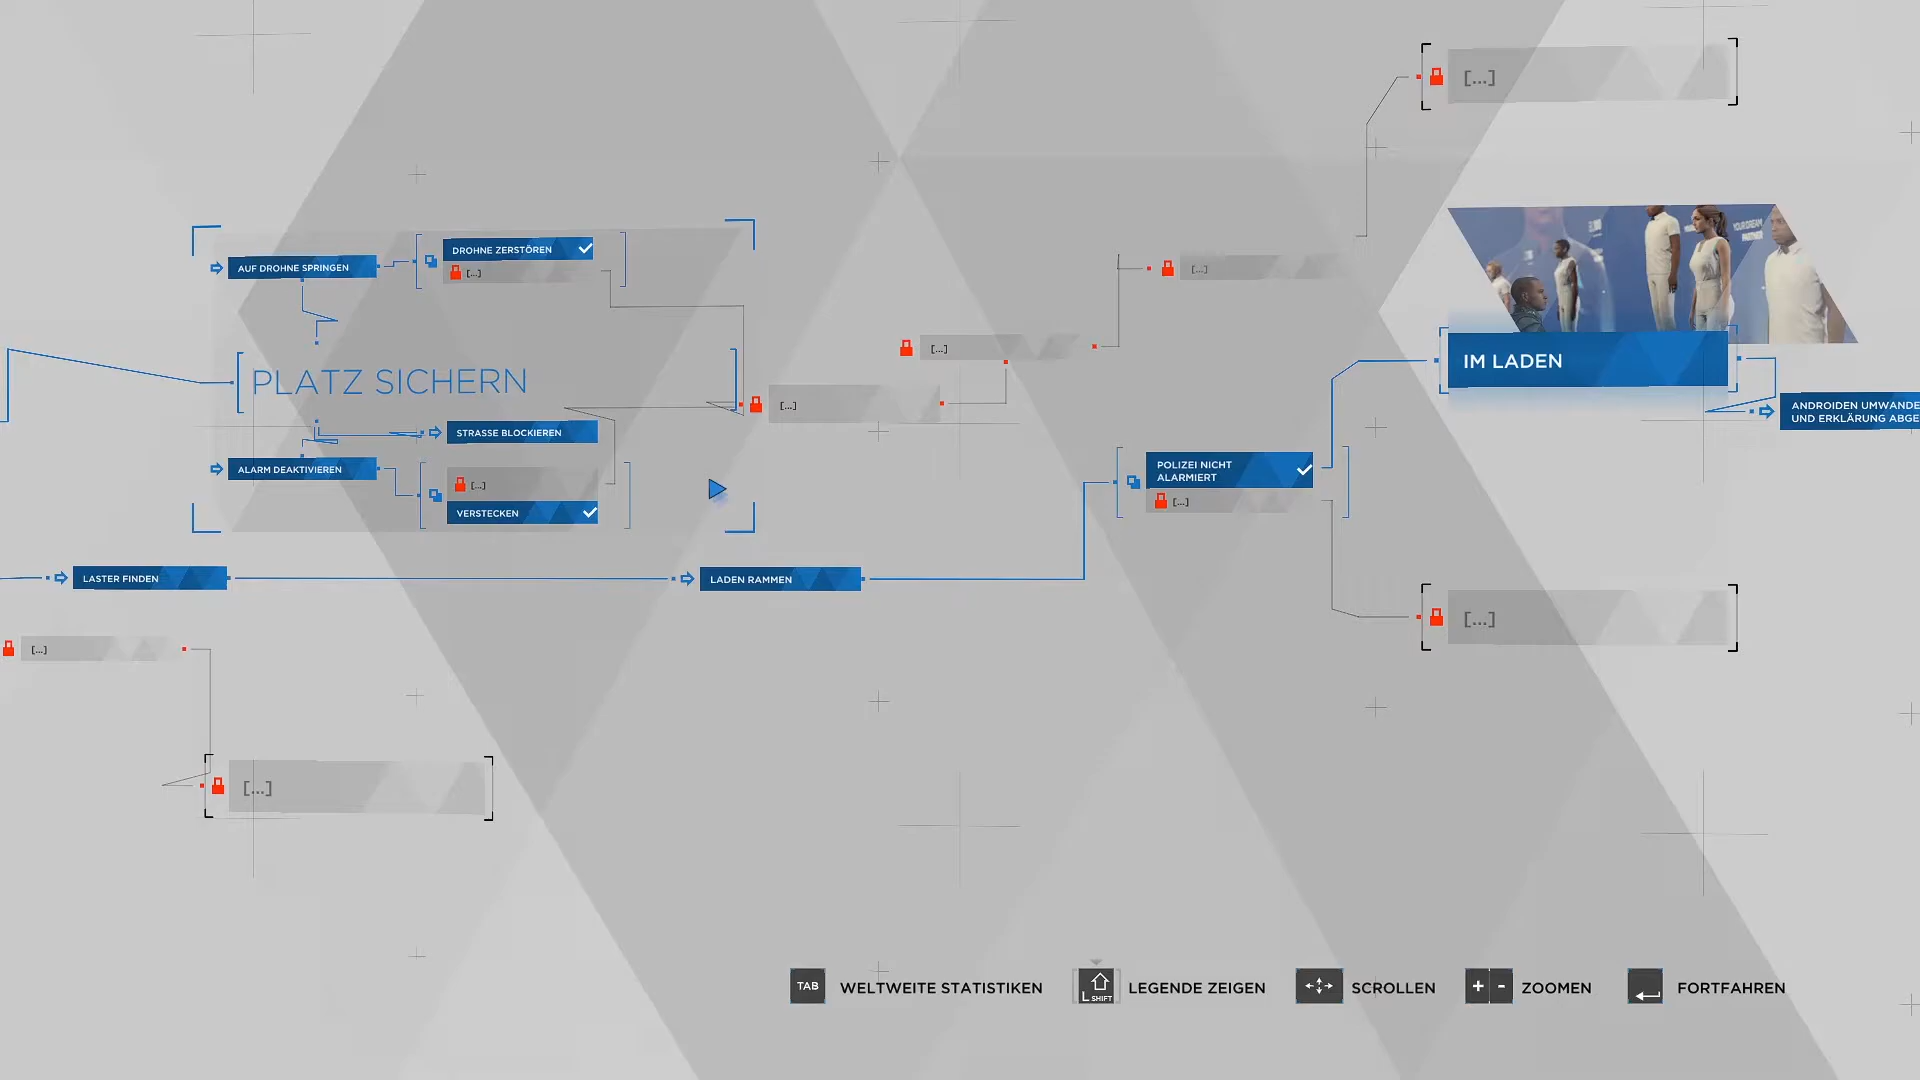 [...]
DROHNE ZERSTÖREN
AUF DROHNE SPRINGEN
[...]
[...]
[...]
IM LADEN
PLATZ SICHERN
[...]
ANDROIDEN UMWANDE
UND ERKLÄRUNG ABGE
STRASSE BLOCKIEREN
ALARM DEAKTIVIEREN
[...]
VERSTECKEN
POLIZEI NICHT
ALARMIERT
[...]
LASTER FINDEN
LADEN RAMMEN
[...]
[...]
[...]
TAB WELTWEITE STATISTIKEN
L SHIFT LEGENDE ZEIGEN
SCROLLEN
+ - ZOOMEN
FORTFAHREN